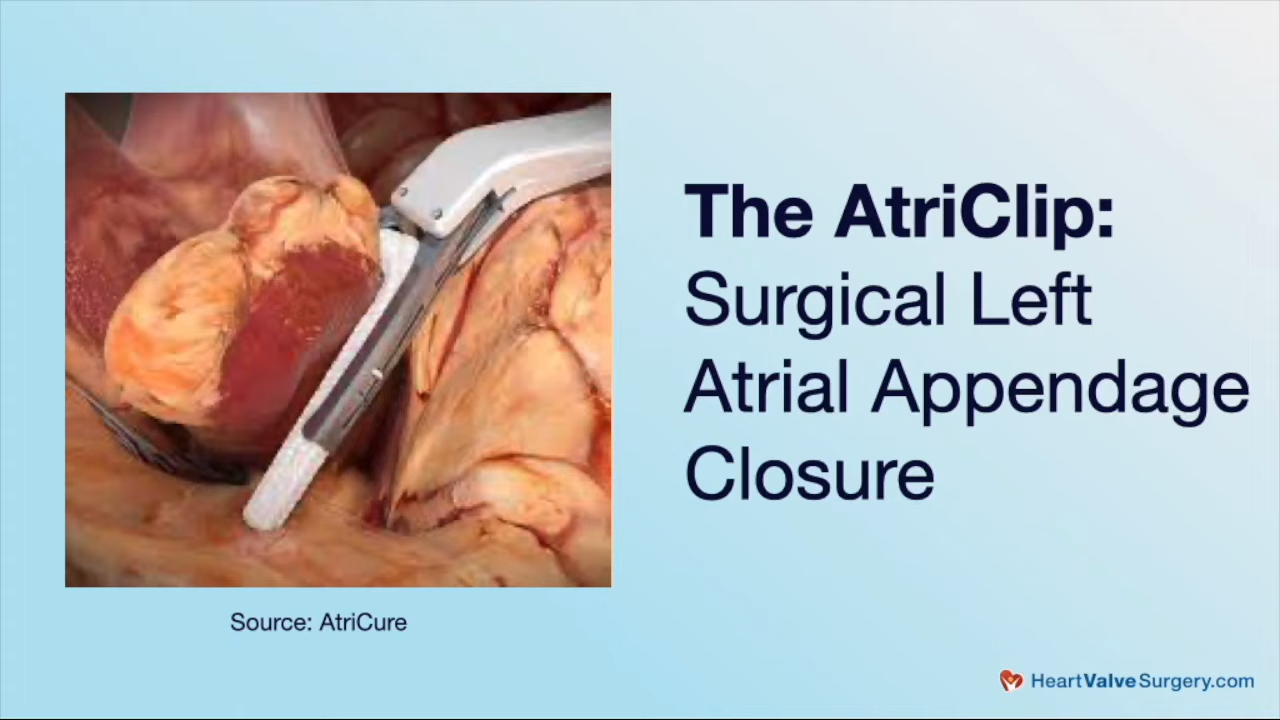 The AtriClip:
Surgical Left
Atrial Appendage
Closure
Source: AtriCure
HeartValveSurgery.com